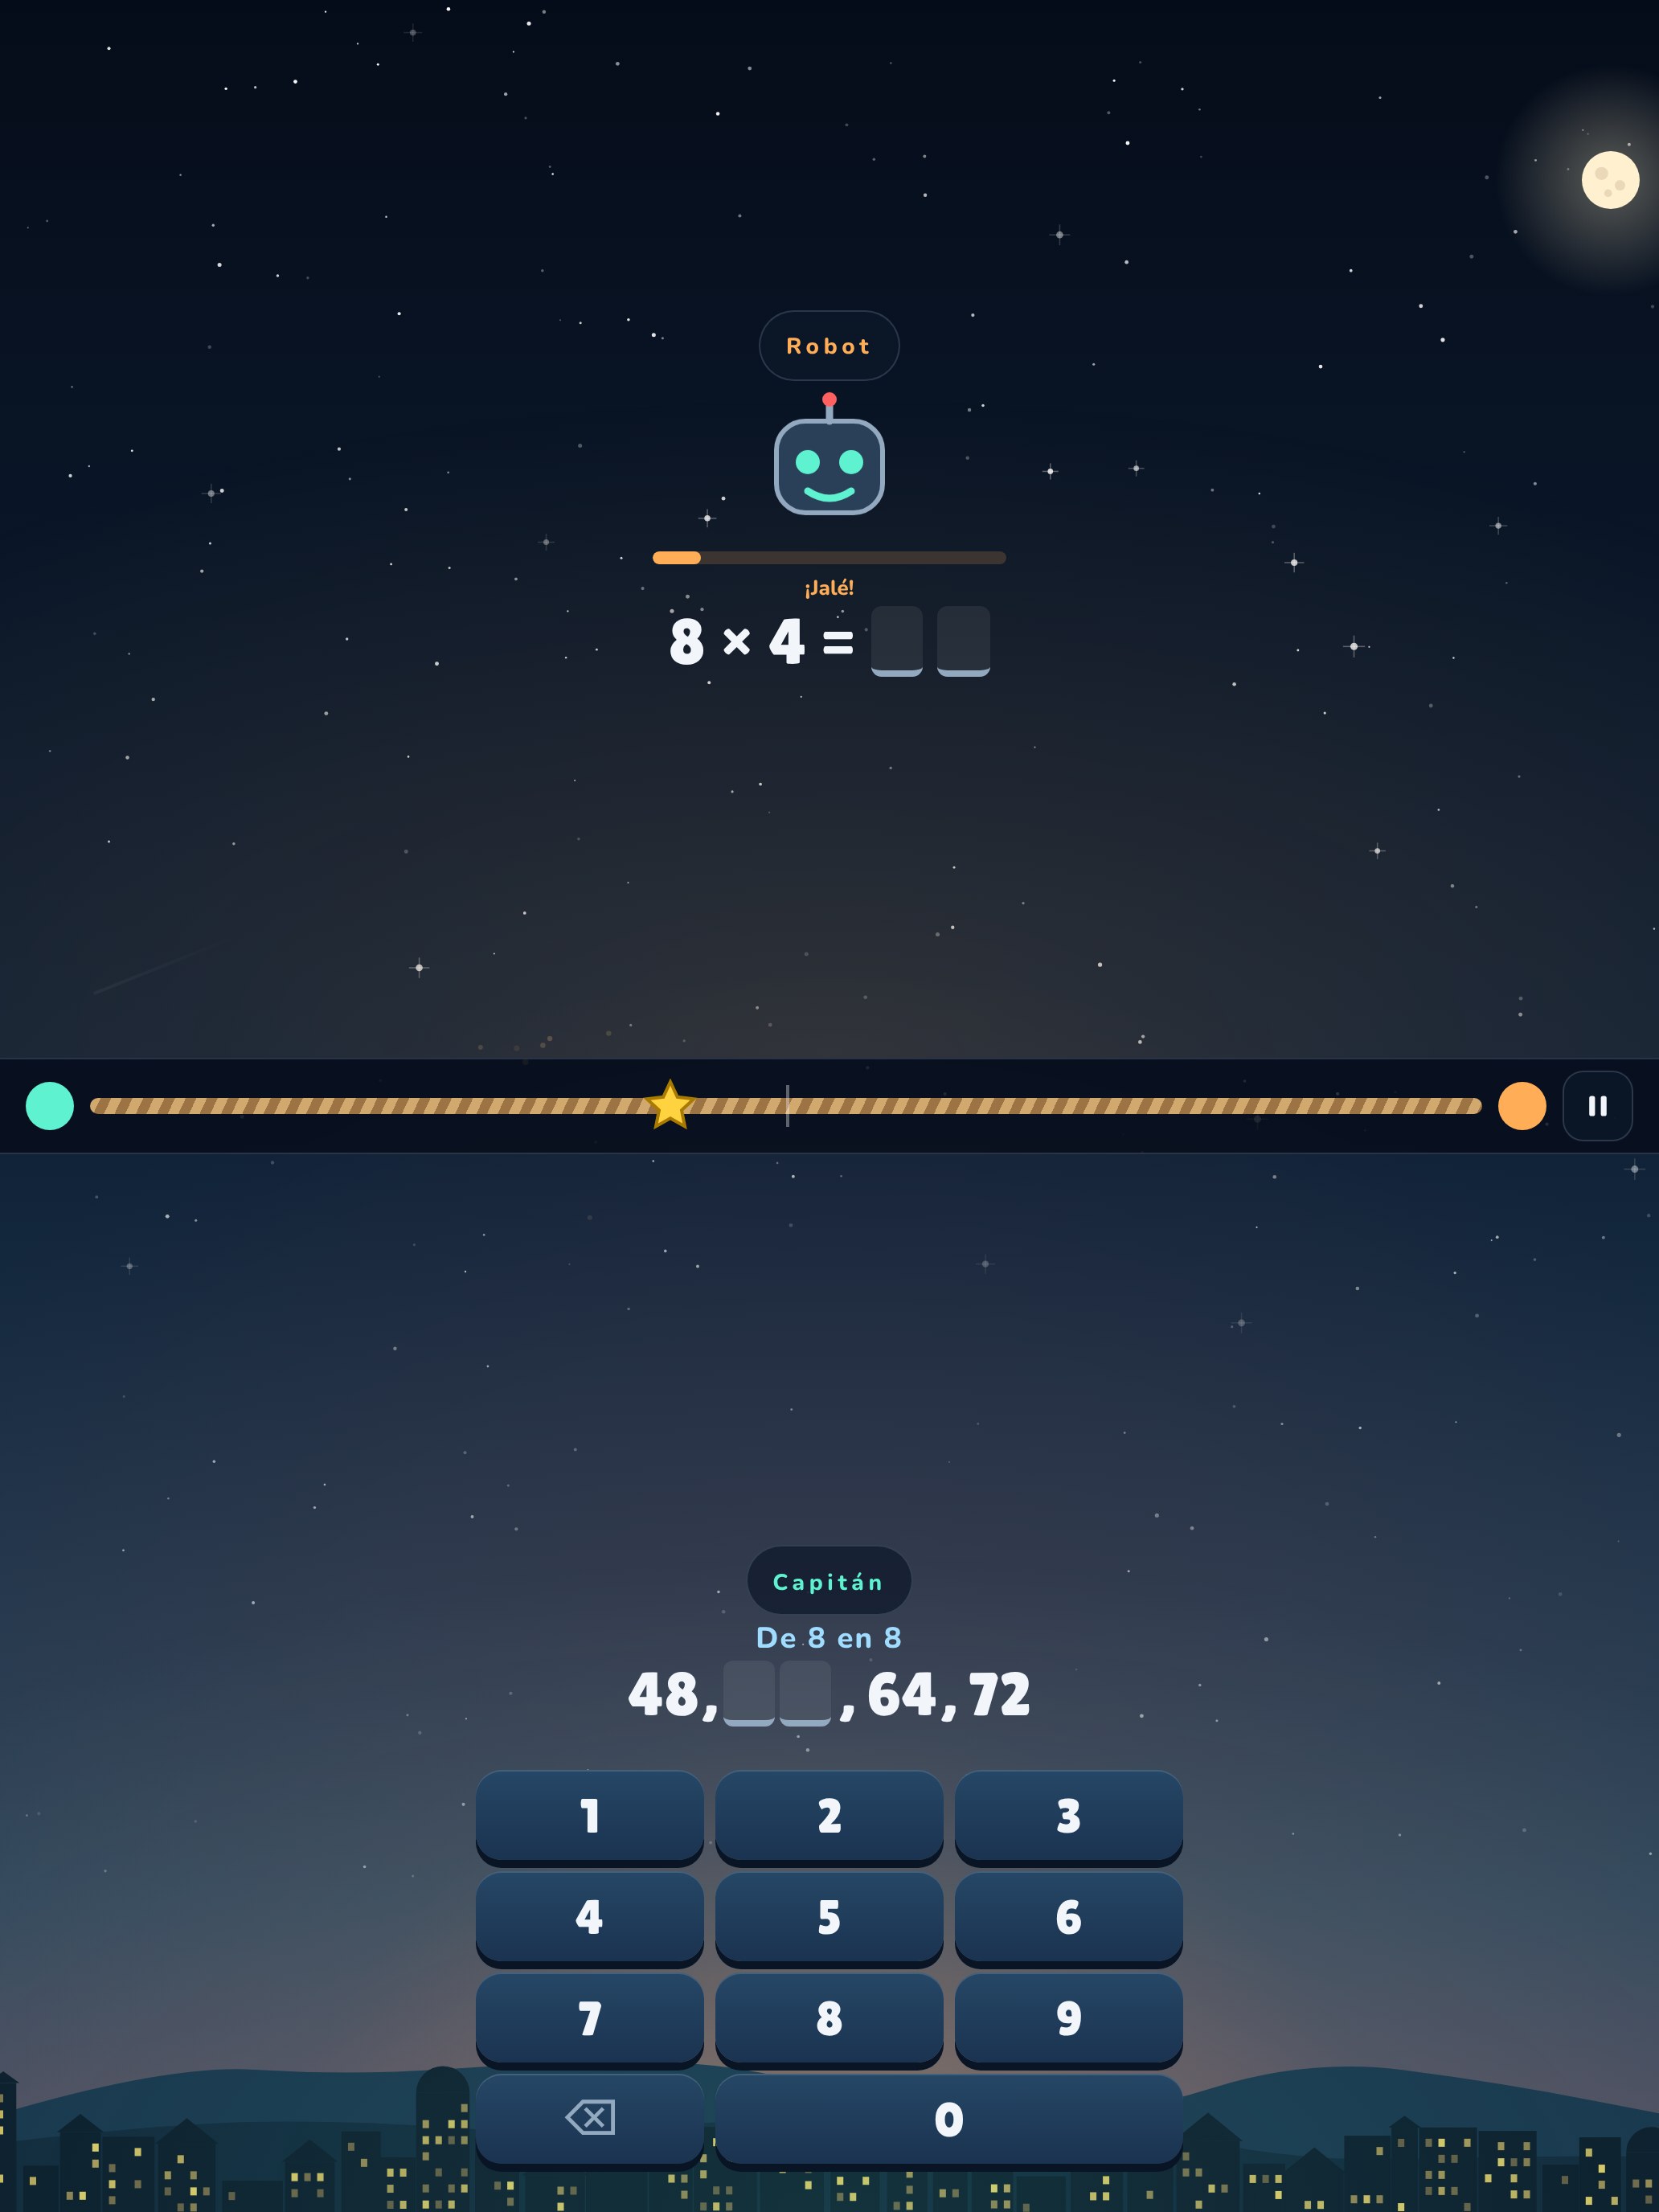 Robot
¡Jalé!
8 × 4 =
Capitán
De 8 en 8
48, , 64, 72
1 2 3
4 5 6
7 8 9
0